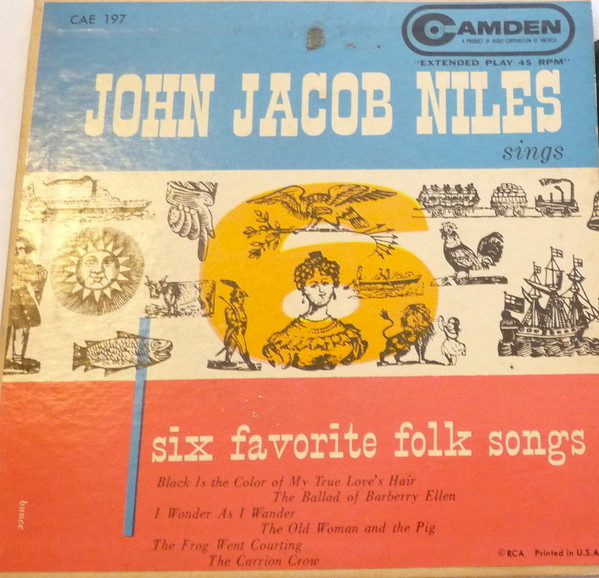 CAE 197
CAMDEN
A PRODUCT OF RADIO CORPORATION OF AMERICA
"EXTENDED PLAY 45 RPM"
JOHN JACOB NILES
sings
6
six favorite folk songs
Black Is the Color of My True Love's Hair
The Ballad of Barberry Ellen
I Wonder As I Wander
The Old Woman and the Pig
The Frog Went Courting
The Carrion Crow
bunce
© RCA Printed in U.S.A